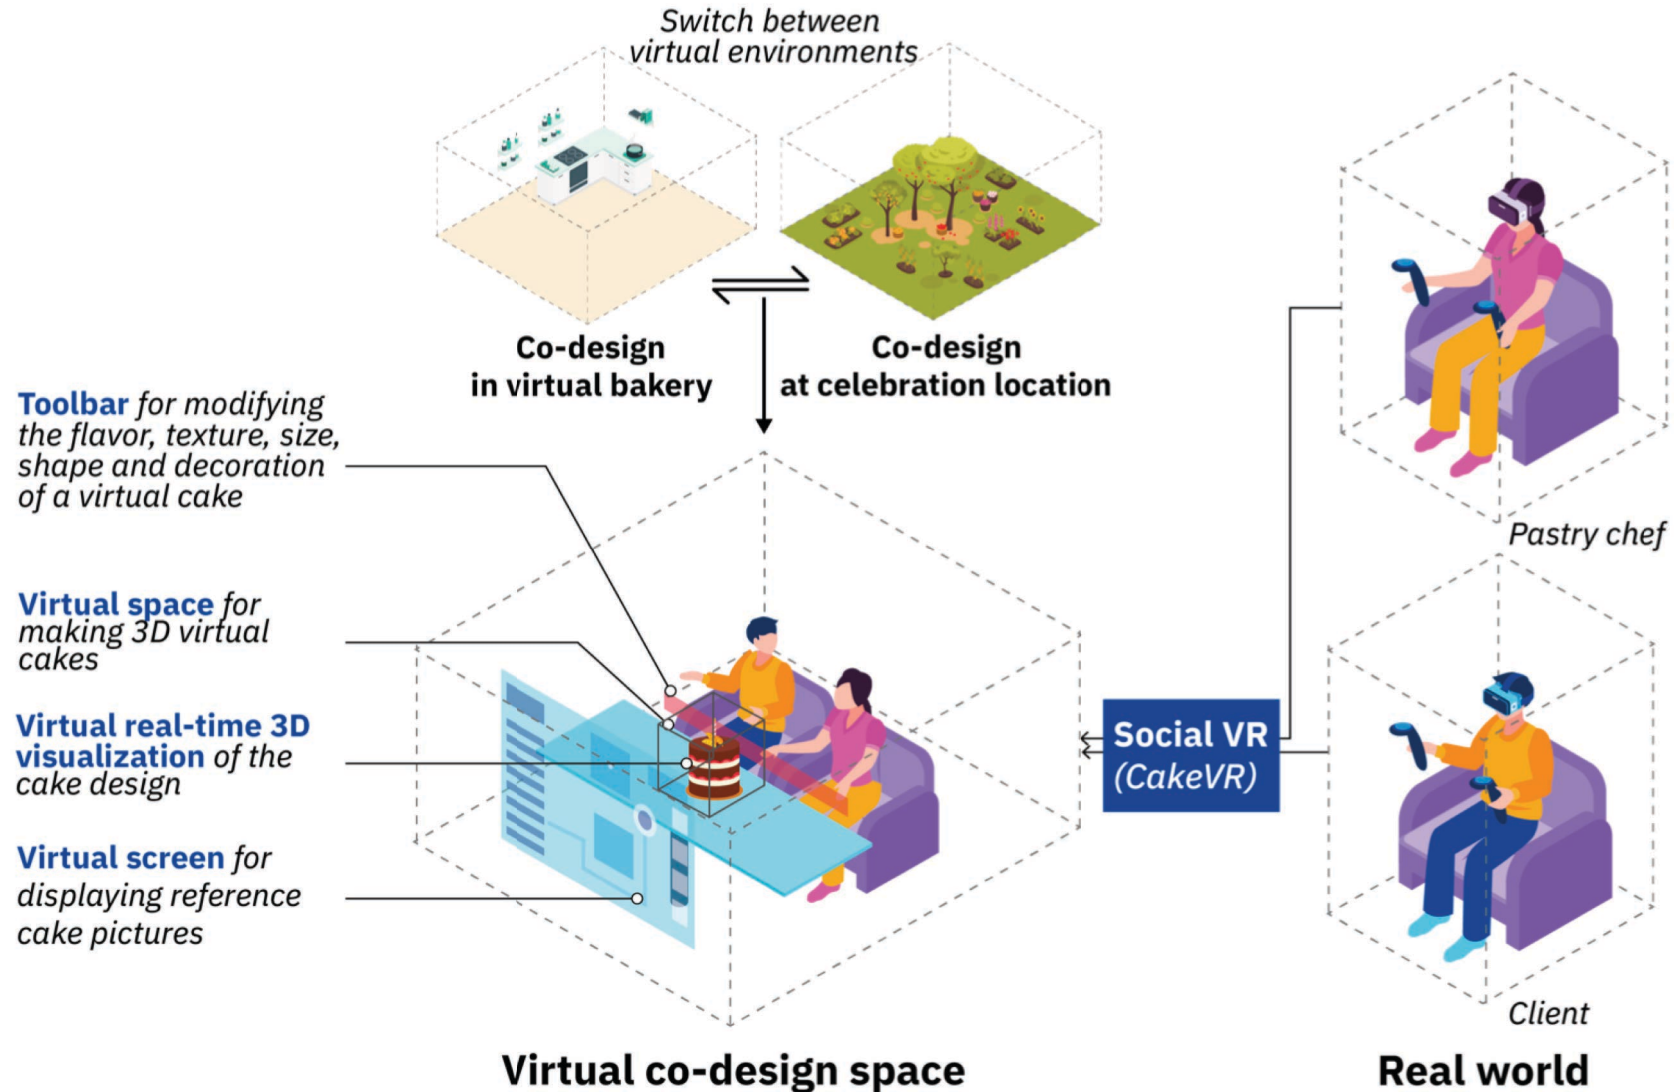 Switch between
virtual environments
Co-design
in virtual bakery
Co-design
at celebration location
Toolbar for modifying
the flavor, texture, size,
shape and decoration
of a virtual cake
Virtual space for
making 3D virtual
cakes
Virtual real-time 3D
visualization of the
cake design
Virtual screen for
displaying reference
cake pictures
Social VR
(CakeVR)
Pastry chef
Client
Virtual co-design space
Real world